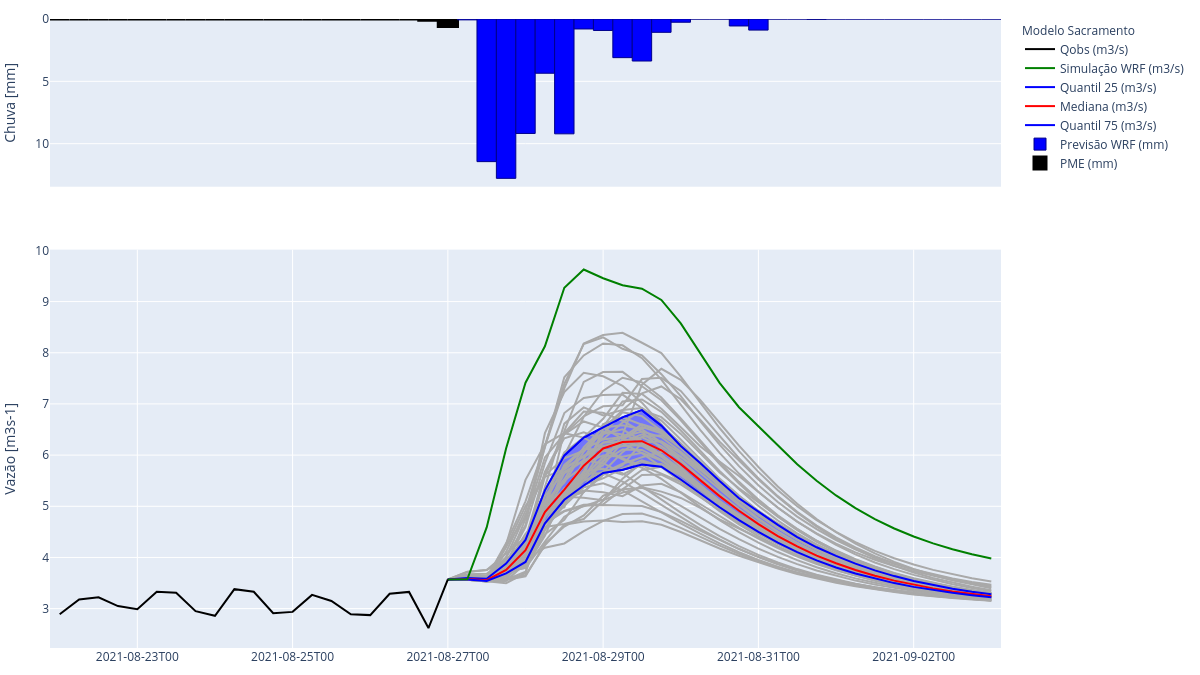 Chuva [mm]
0
5
10
Modelo Sacramento
Qobs (m3/s)
Simulação WRF (m3/s)
Quantil 25 (m3/s)
Mediana (m3/s)
Quantil 75 (m3/s)
Previsão WRF (mm)
PME (mm)
Vazão [m3s-1]
10
9
8
7
6
5
4
3
2021-08-23T00
2021-08-25T00
2021-08-27T00
2021-08-29T00
2021-08-31T00
2021-09-02T00